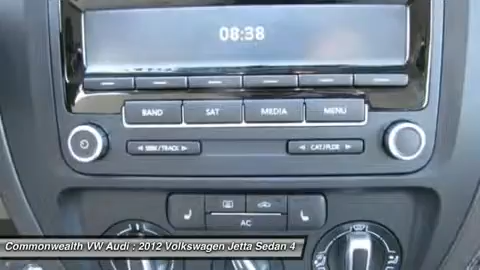 08:38
BAND SAT MEDIA MENU
SEEK/TRACK CAT/FLDR
AC
Commonwealth VW Audi : 2012 Volkswagen Jetta Sedan 4